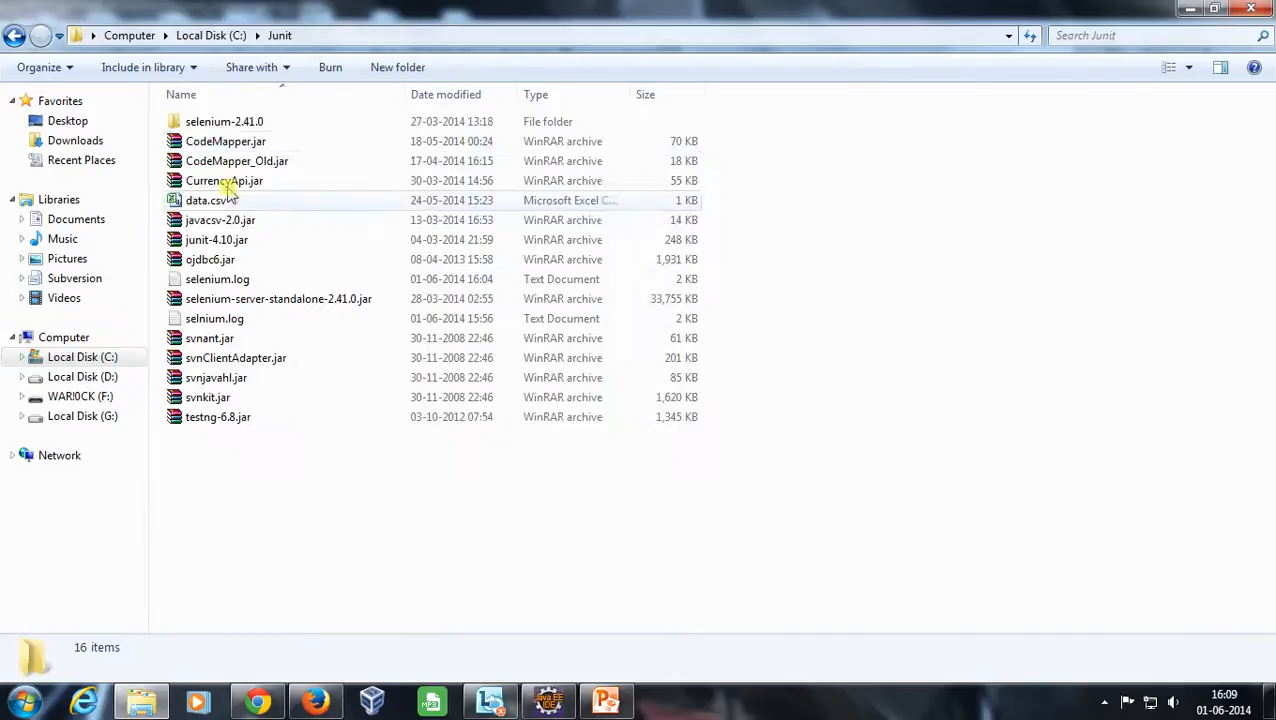 Computer Local Disk (C:) Junit Search Junit
Organize Include in library Share with Burn New folder
Name Date modified Type Size
Favorites
Desktop
Downloads
Recent Places
Libraries
Documents
Music
Pictures
Subversion
Videos
Computer
Local Disk (C:)
Local Disk (D:)
WAR!0CK (F:)
Local Disk (G:)
Network
selenium-2.41.0 27-03-2014 13:18 File folder
CodeMapper.jar 18-05-2014 00:24 WinRAR archive 70 KB
CodeMapper_Old.jar 17-04-2014 16:15 WinRAR archive 18 KB
CurrencyApi.jar 30-03-2014 14:56 WinRAR archive 55 KB
data.csv 24-05-2014 15:23 Microsoft Excel C... 1 KB
javacsv-2.0.jar 13-03-2014 16:53 WinRAR archive 14 KB
junit-4.10.jar 04-03-2014 21:59 WinRAR archive 248 KB
ojdbc6.jar 08-04-2013 15:58 WinRAR archive 1,931 KB
selenium.log 01-06-2014 16:04 Text Document 2 KB
selenium-server-standalone-2.41.0.jar 28-03-2014 02:55 WinRAR archive 33,755 KB
selnium.log 01-06-2014 15:56 Text Document 2 KB
svnant.jar 30-11-2008 22:46 WinRAR archive 61 KB
svnClientAdapter.jar 30-11-2008 22:46 WinRAR archive 201 KB
svnjavahl.jar 30-11-2008 22:46 WinRAR archive 85 KB
svnkit.jar 30-11-2008 22:46 WinRAR archive 1,620 KB
testng-6.8.jar 03-10-2012 07:54 WinRAR archive 1,345 KB
16 items
Java EE
IDE
16:09
01-06-2014